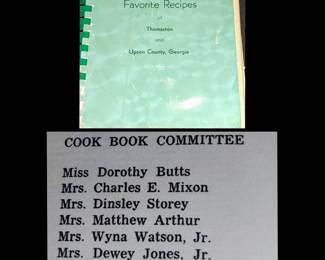 Favorite Recipes
of
Thomaston
and
Upson County, Georgia
COOK BOOK COMMITTEE
Miss Dorothy Butts
Mrs. Charles E. Mixon
Mrs. Dinsley Storey
Mrs. Matthew Arthur
Mrs. Wyna Watson, Jr.
Mrs. Dewey Jones, Jr.